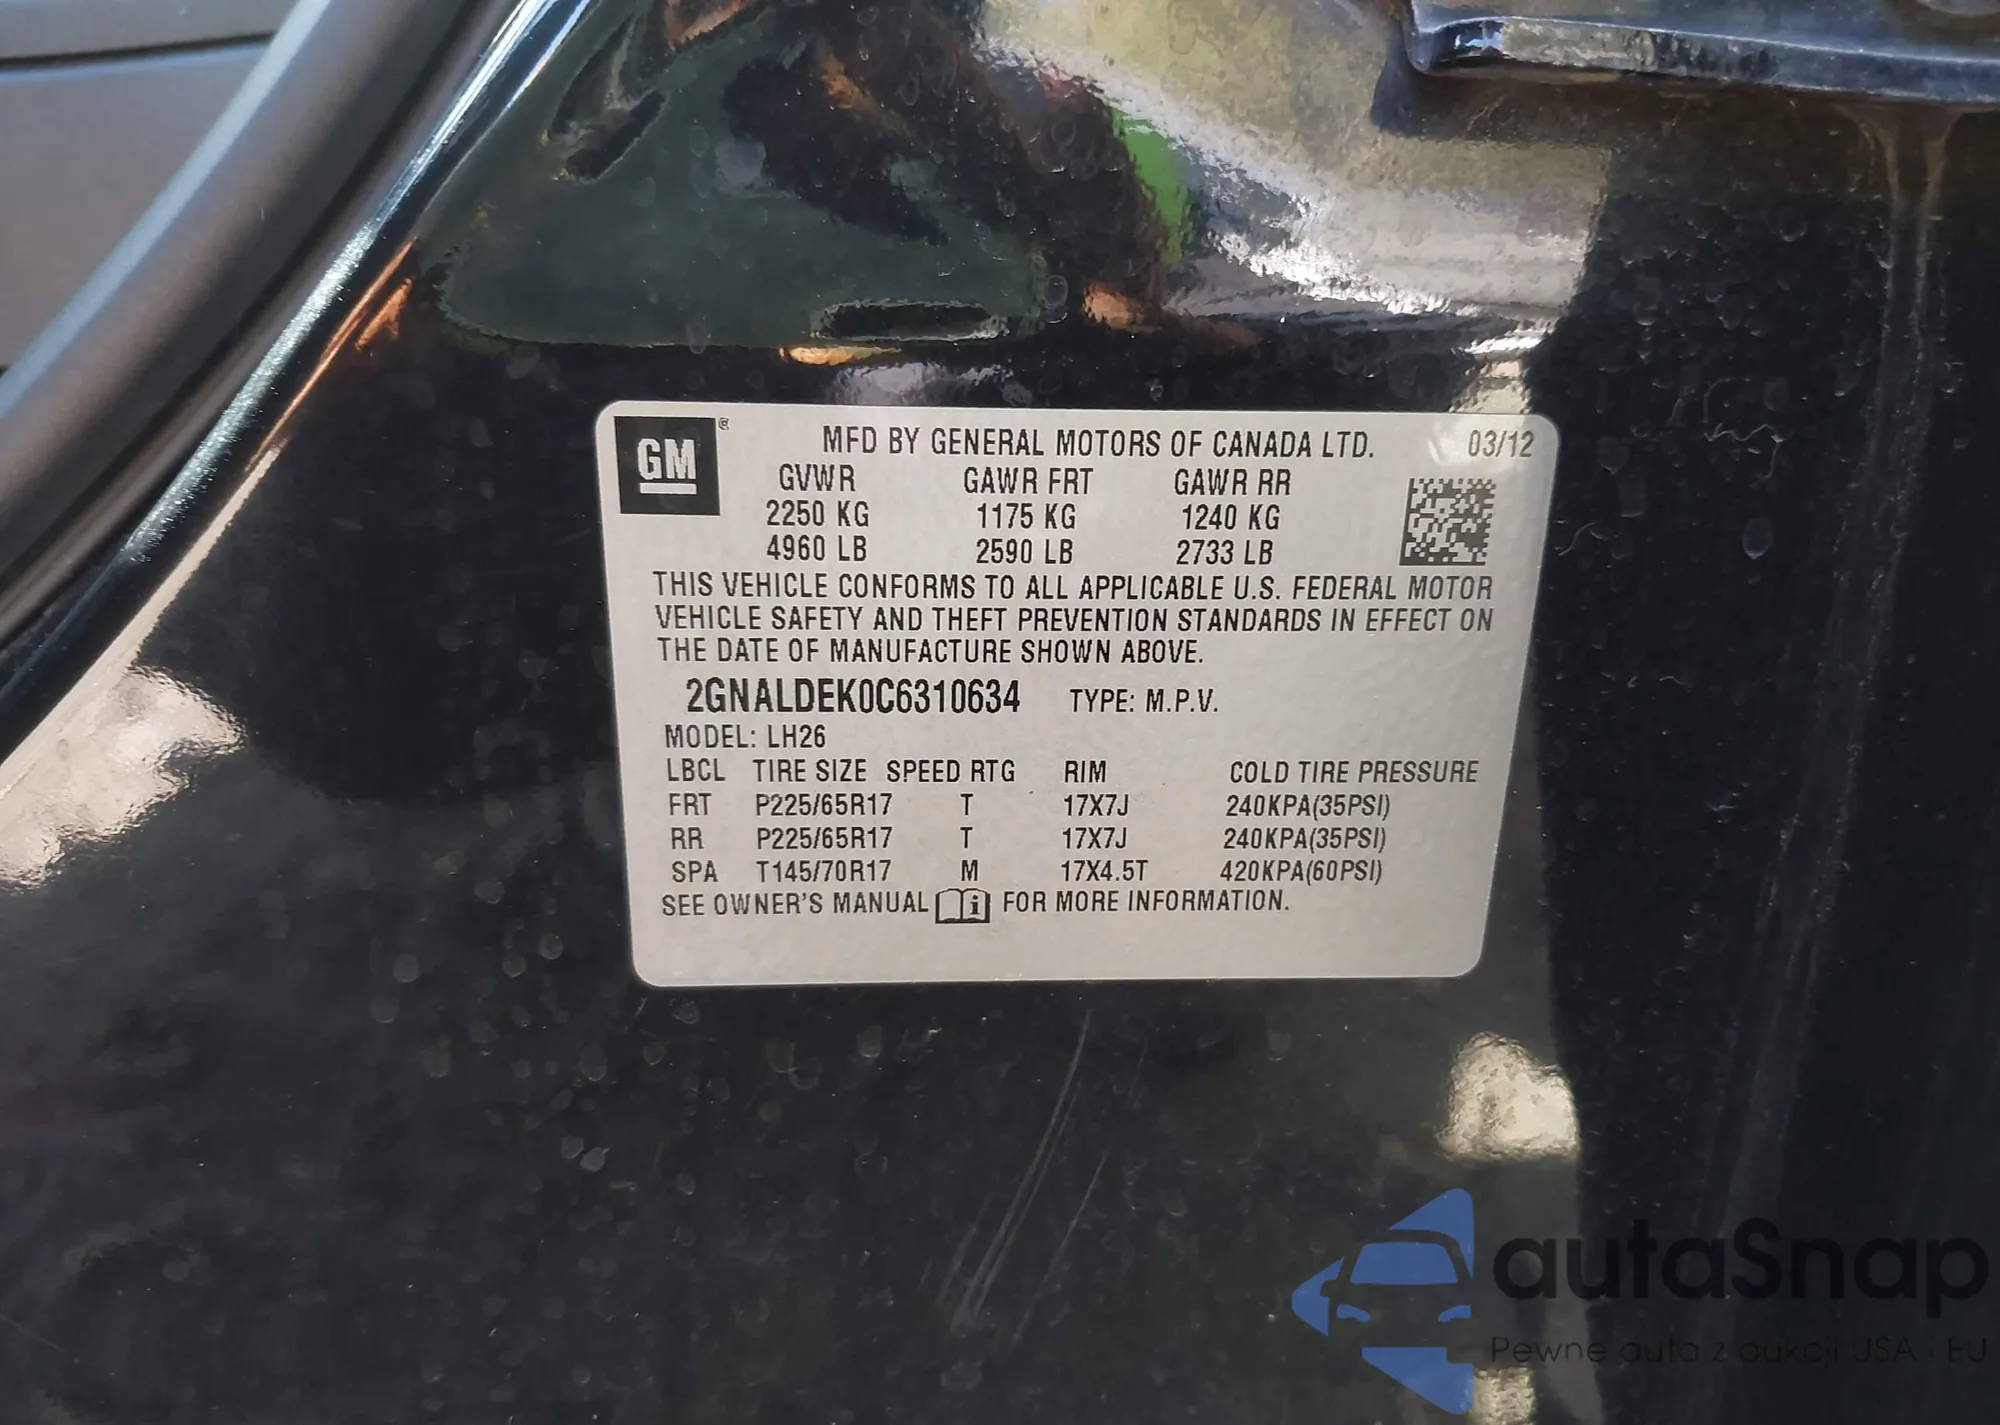 GM ® MFD BY GENERAL MOTORS OF CANADA LTD. 03/12
GVWR GAWR FRT GAWR RR
2250 KG 1175 KG 1240 KG
4960 LB 2590 LB 2733 LB
THIS VEHICLE CONFORMS TO ALL APPLICABLE U.S. FEDERAL MOTOR
VEHICLE SAFETY AND THEFT PREVENTION STANDARDS IN EFFECT ON
THE DATE OF MANUFACTURE SHOWN ABOVE.
2GNALDEK0C6310634 TYPE: M.P.V.
MODEL: LH26
LBCL TIRE SIZE SPEED RTG RIM COLD TIRE PRESSURE
FRT P225/65R17 T 17X7J 240KPA(35PSI)
RR P225/65R17 T 17X7J 240KPA(35PSI)
SPA T145/70R17 M 17X4.5T 420KPA(60PSI)
SEE OWNER'S MANUAL i FOR MORE INFORMATION.
autaSnap
Pewne auta z aukcji USA i EU